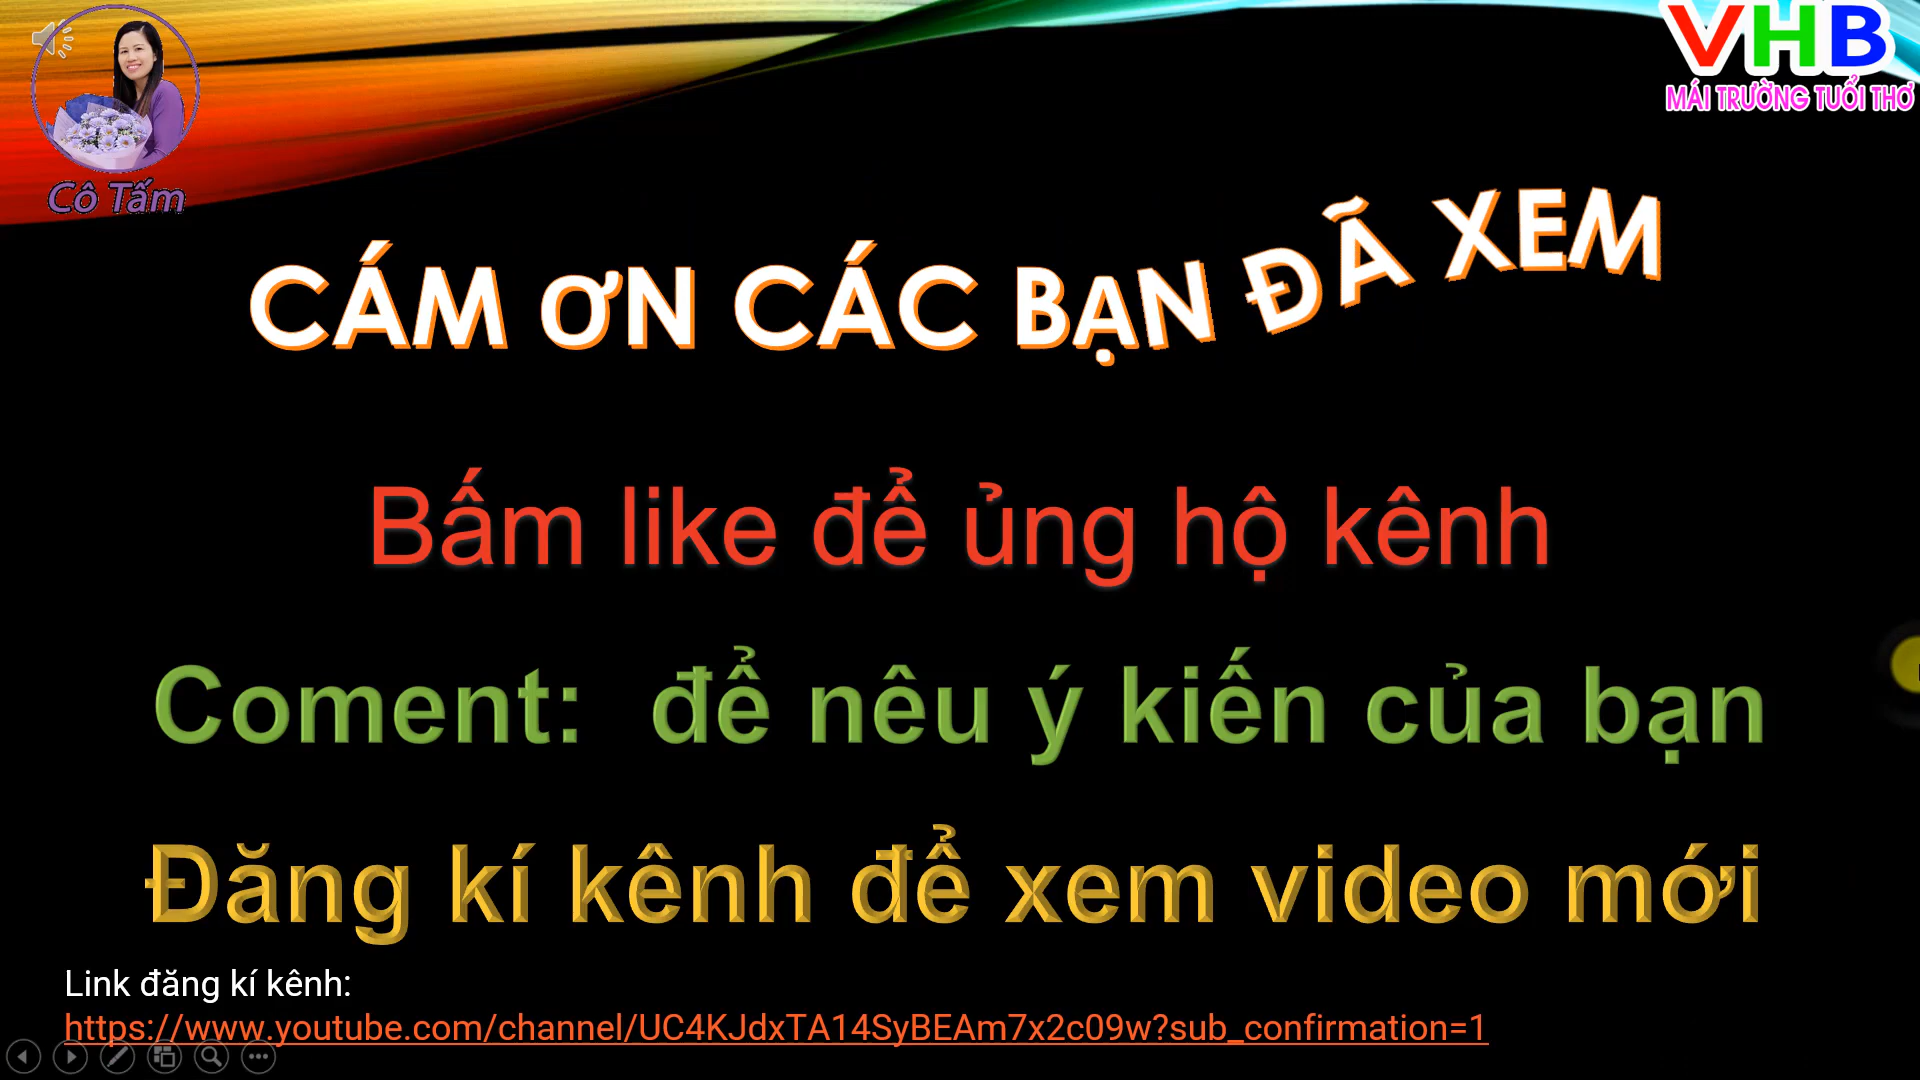 VHB
MÁI TRƯỜNG TUỔI THƠ
Cô Tấm
CÁM ƠN CÁC BẠN ĐÃ XEM
Bấm like để ủng hộ kênh
Coment: để nêu ý kiến của bạn
Đăng kí kênh để xem video mới
Link đăng kí kênh:
https://www.youtube.com/channel/UC4KJdxTA14SyBEAm7x2c09w?sub_confirmation=1